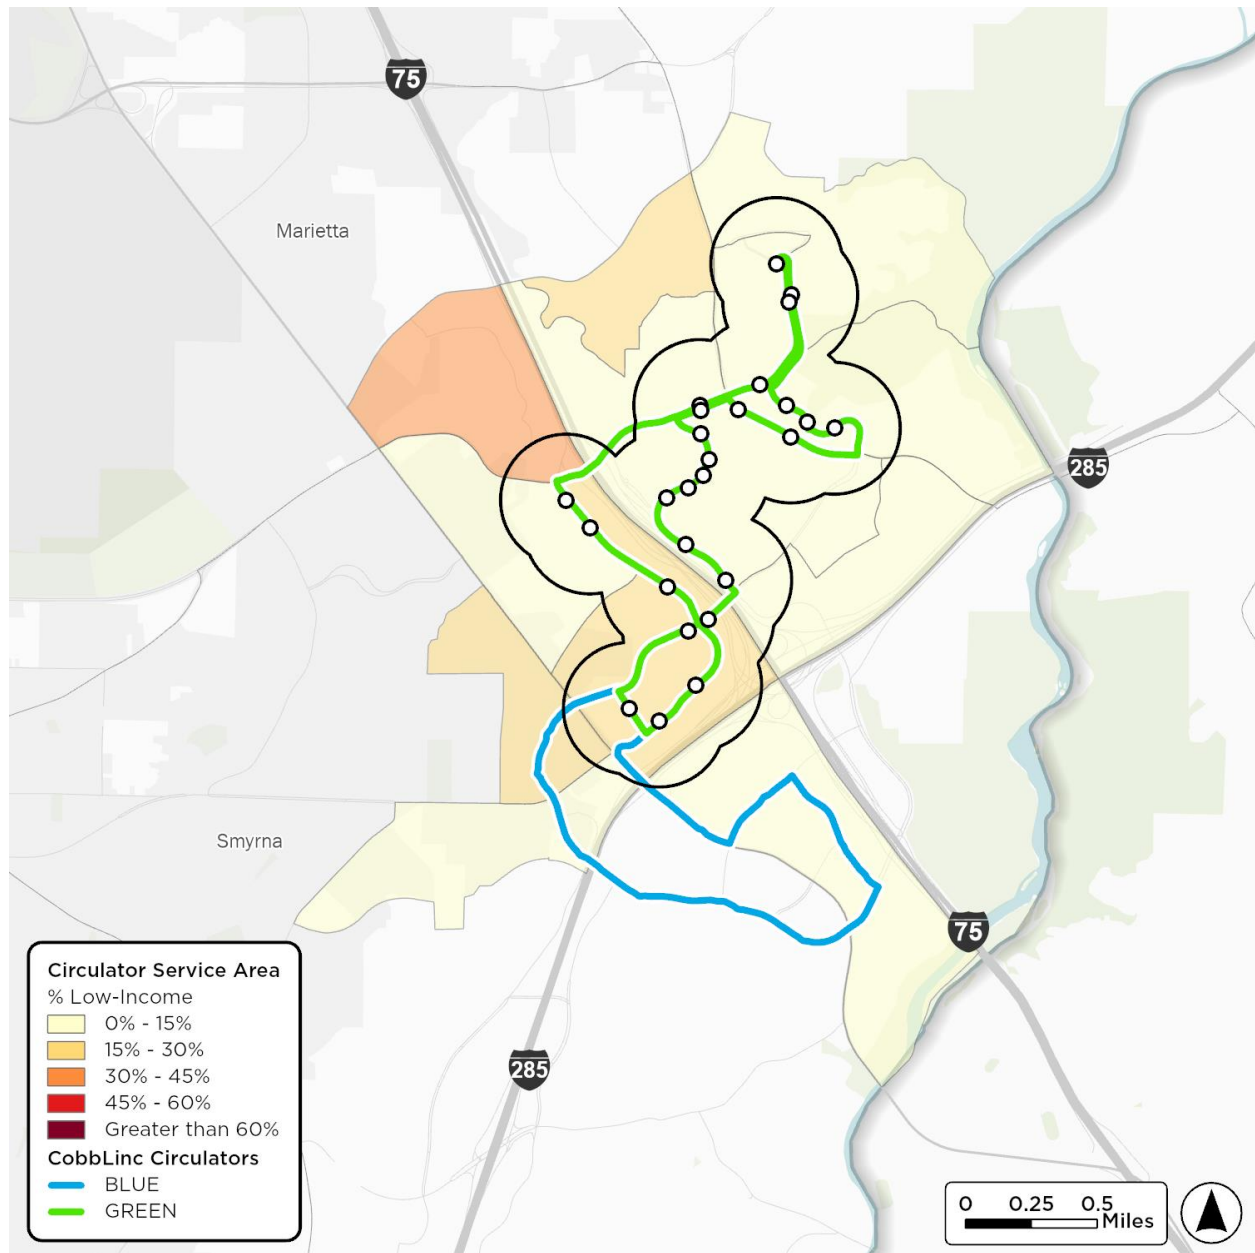 75
Marietta
285
Smyrna
75
285
Circulator Service Area
% Low-Income
0% - 15%
15% - 30%
30% - 45%
45% - 60%
Greater than 60%
CobbLinc Circulators
BLUE
GREEN
0 0.25 0.5
Miles